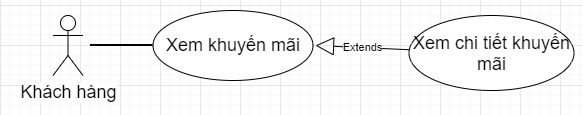 Xem khuyến mãi
Extends
Xem chi tiết khuyến
mãi
Khách hàng